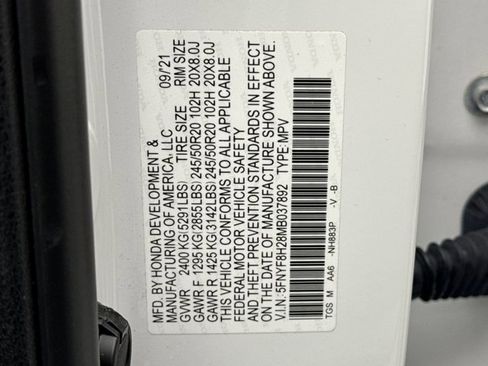 MFD. BY HONDA DEVELOPMENT & 09/21
MANUFACTURING OF AMERICA, LLC
GVWR 2400 KG(5291LBS) TIRE SIZE RIM SIZE
GAWR F 1295 KG(2855LBS) 245/50R20 102H 20X8.0J
GAWR R 1425 KG(3142LBS) 245/50R20 102H 20X8.0J
THIS VEHICLE CONFORMS TO ALL APPLICABLE
FEDERAL MOTOR VEHICLE SAFETY
AND THEFT PREVENTION STANDARDS IN EFFECT
ON THE DATE OF MANUFACTURE SHOWN ABOVE.
V.I.N.:5FNYF8H28MB037892 TYPE: MPV
TGS M AA6 -NH883P -V -B